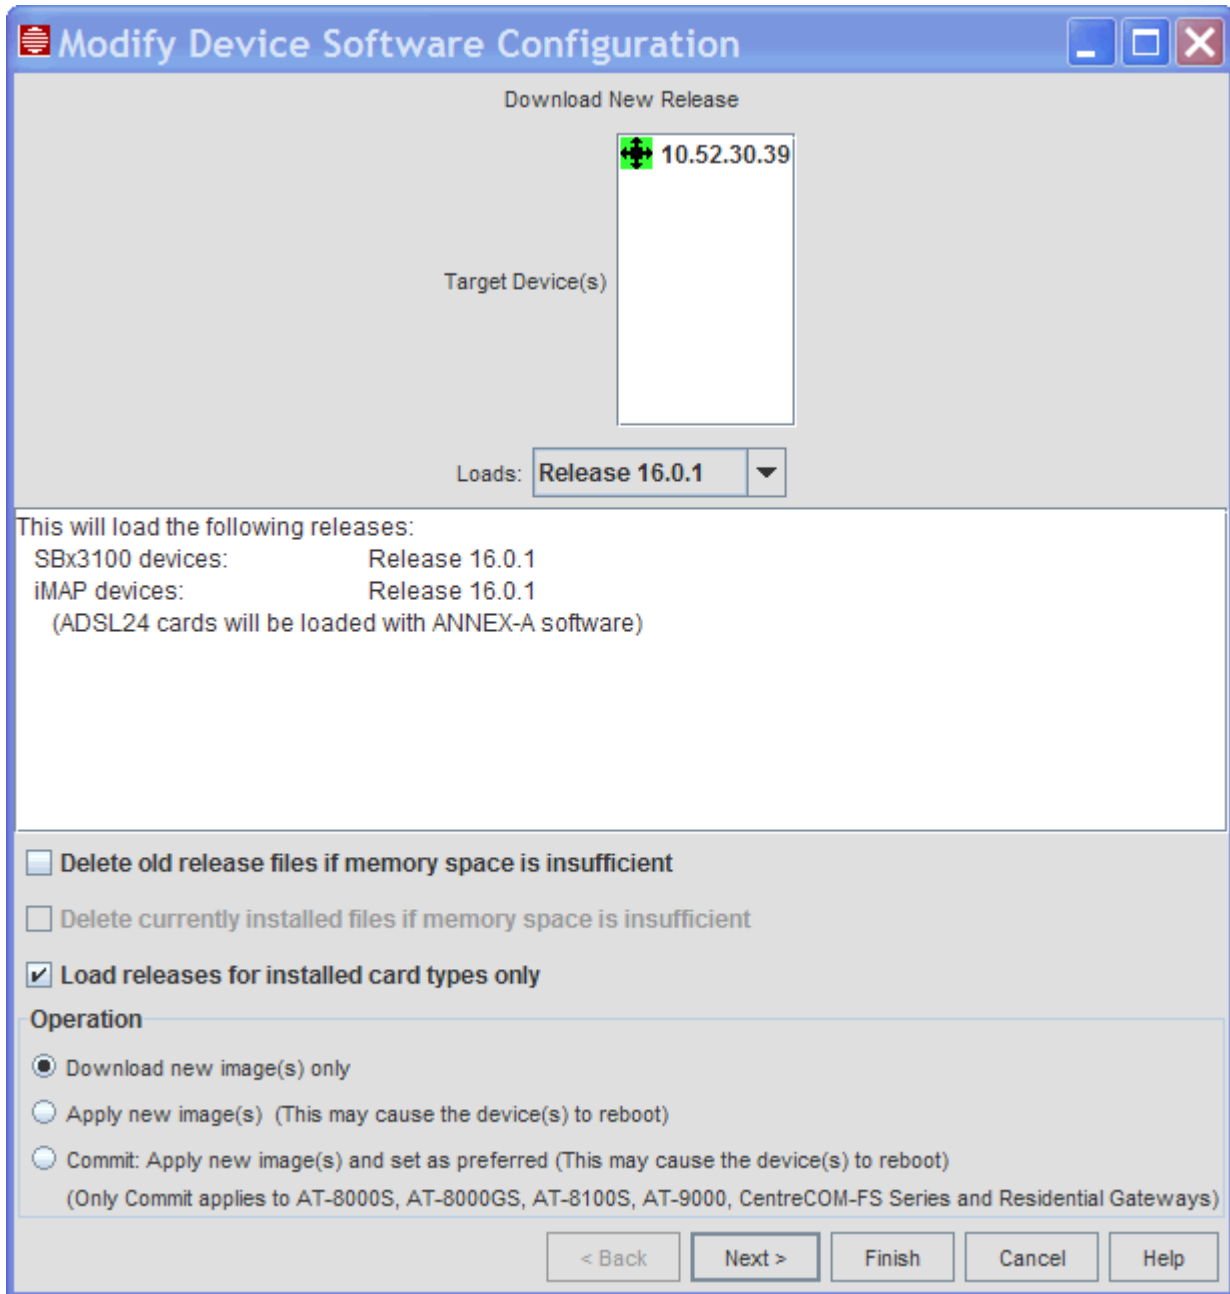 Modify Device Software Configuration
Download New Release
10.52.30.39
Target Device(s)
Loads: Release 16.0.1
This will load the following releases:
SBx3100 devices: Release 16.0.1
iMAP devices: Release 16.0.1
(ADSL24 cards will be loaded with ANNEX-A software)
Delete old release files if memory space is insufficient
Delete currently installed files if memory space is insufficient
Load releases for installed card types only
Operation
Download new image(s) only
Apply new image(s) (This may cause the device(s) to reboot)
Commit: Apply new image(s) and set as preferred (This may cause the device(s) to reboot)
(Only Commit applies to AT-8000S, AT-8000GS, AT-8100S, AT-9000, CentreCOM-FS Series and Residential Gateways)
< Back Next > Finish Cancel Help